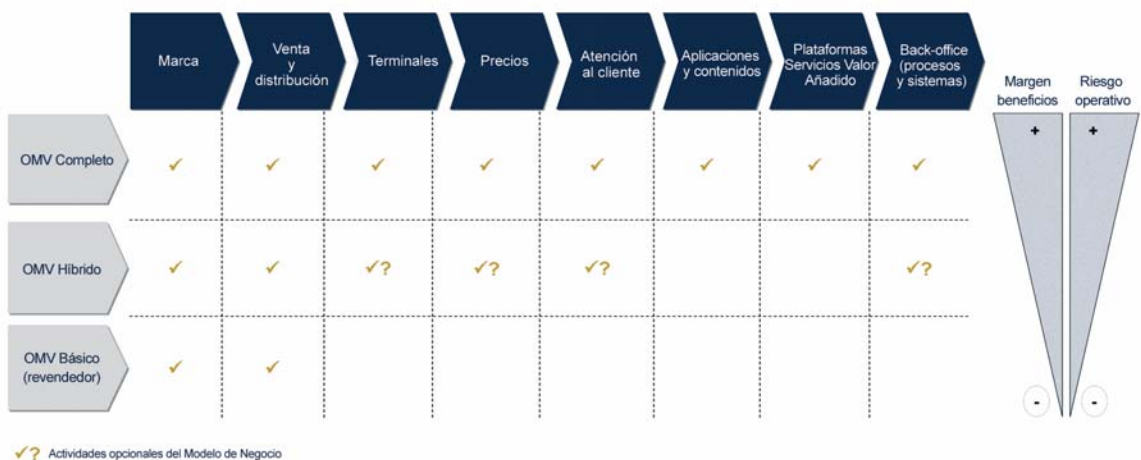 Marca
Venta
y
distribución
Terminales
Precios
Atención
al cliente
Aplicaciones
y contenidos
Plataformas
Servicios Valor
Añadido
Back-office
(procesos
y sistemas)
Margen
beneficios
Riesgo
operativo
+
+
OMV Completo
✓ ✓ ✓ ✓ ✓ ✓ ✓ ✓
OMV Híbrido
✓ ✓ ✓? ✓? ✓? ✓?
OMV Básico
(revendedor)
✓ ✓
-
-
✓? Actividades opcionales del Modelo de Negocio